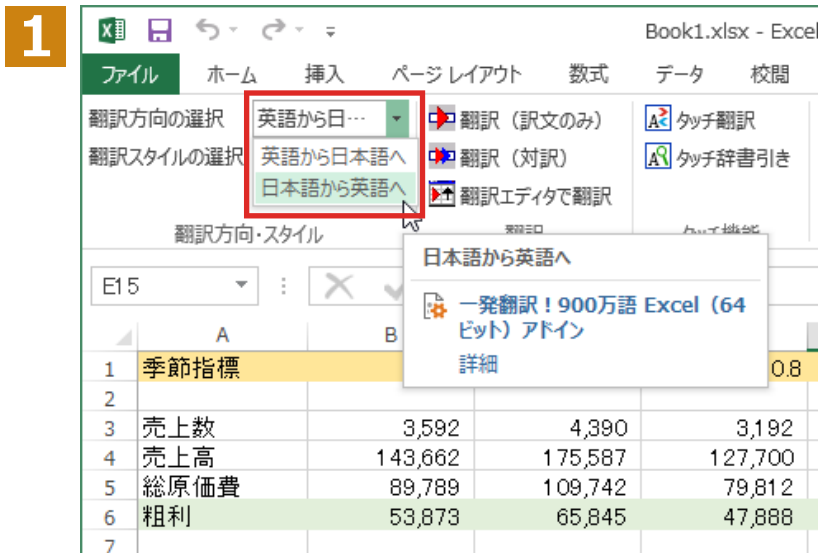 1
Book1.xlsx - Excel
ファイル ホーム 挿入 ページ レイアウト 数式 データ 校閲
翻訳方向の選択 英語から日… 翻訳（訳文のみ） タッチ翻訳
翻訳スタイルの選択 英語から日本語へ 翻訳（対訳） タッチ辞書引き
日本語から英語へ 翻訳エディタで翻訳
翻訳方向・スタイル 翻訳 タッチ機能
日本語から英語へ
E15
一発翻訳！900万語 Excel（64
ビット）アドイン
詳細
A B
1 季節指標 0.8
2
3 売上数 3,592 4,390 3,192
4 売上高 143,662 175,587 127,700
5 総原価費 89,789 109,742 79,812
6 粗利 53,873 65,845 47,888
7